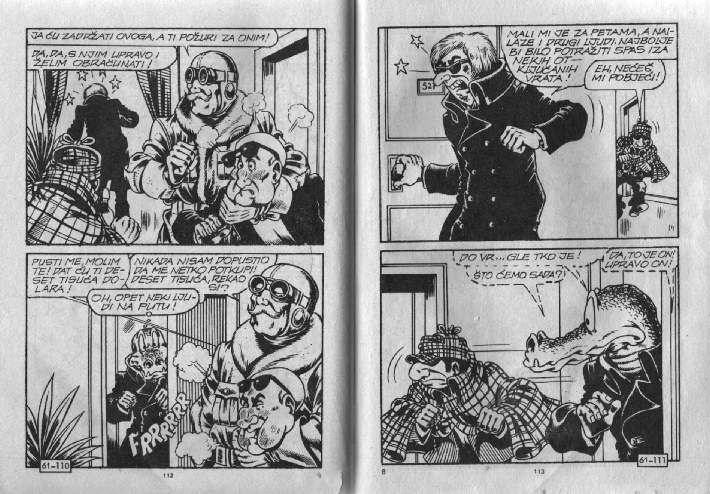 JA ĆU ZADRŽATI OVOGA, A TI POŽURI ZA ONIM!
DA, DA, S NJIM UPRAVO I
ŽELIM OBRAČUNATI!
PUSTI ME, MOLIM
TE! DAT ĆU TI DE-
SET TISUĆA DO-
LARA!
NIKADA NISAM DOPUSTIO
DA ME NETKO POTKUPI!
DESET TISUĆA, REKAO
SI!?
OH, OPET NEKI LJU-
DI NA PUTU!
FRRRRRRR
61-110
112
MALI MI JE ZA PETAMA, A NAI-
LAZE I DRUGI LJUDI. NAJBOLJE
BI BILO POTRAŽITI SPAS IZA
NEKIH OT-
KLJUČANIH
VRATA!
EH, NEĆEŠ
MI POBJEĆI!
527
DO VR... GLE TKO JE!
ŠTO ĆEMO SADA?!
DA, TO JE ON!
UPRAVO ON!
8
113
61-111